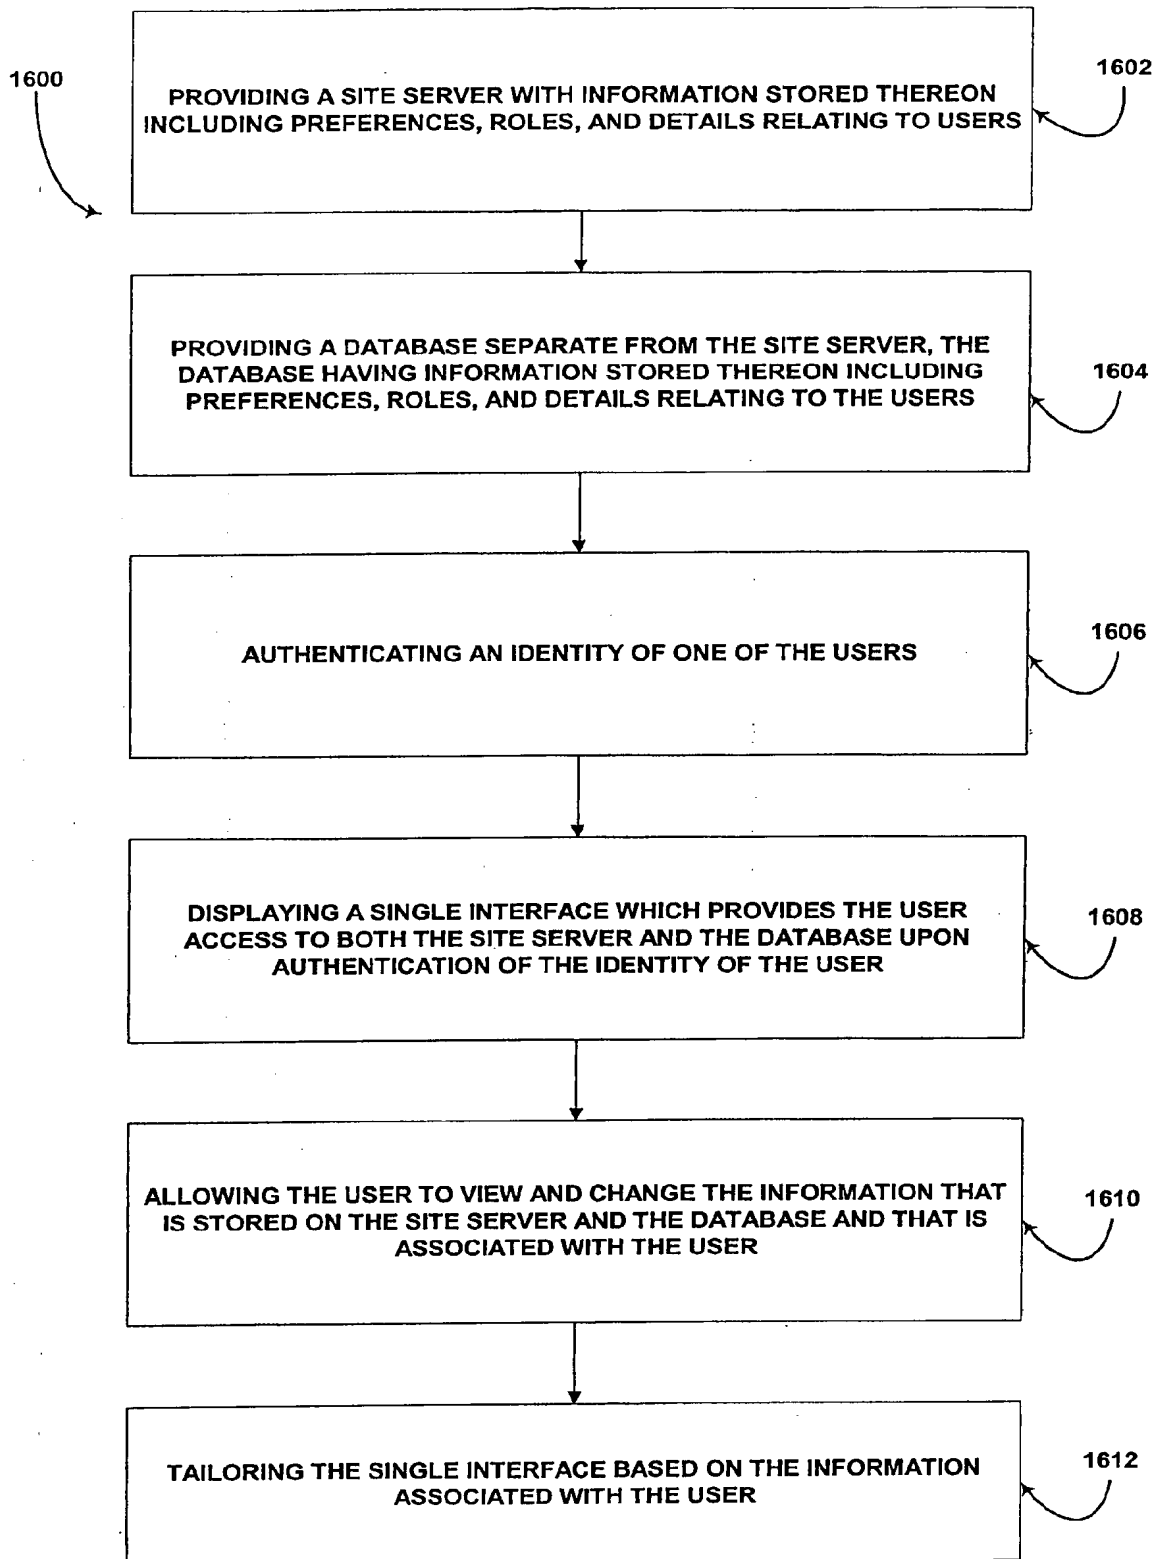 1600
1602
PROVIDING A SITE SERVER WITH INFORMATION STORED THEREON
INCLUDING PREFERENCES, ROLES, AND DETAILS RELATING TO USERS
PROVIDING A DATABASE SEPARATE FROM THE SITE SERVER, THE
DATABASE HAVING INFORMATION STORED THEREON INCLUDING
PREFERENCES, ROLES, AND DETAILS RELATING TO THE USERS
1604
AUTHENTICATING AN IDENTITY OF ONE OF THE USERS
1606
DISPLAYING A SINGLE INTERFACE WHICH PROVIDES THE USER
ACCESS TO BOTH THE SITE SERVER AND THE DATABASE UPON
AUTHENTICATION OF THE IDENTITY OF THE USER
1608
ALLOWING THE USER TO VIEW AND CHANGE THE INFORMATION THAT
IS STORED ON THE SITE SERVER AND THE DATABASE AND THAT IS
ASSOCIATED WITH THE USER
1610
TAILORING THE SINGLE INTERFACE BASED ON THE INFORMATION
ASSOCIATED WITH THE USER
1612